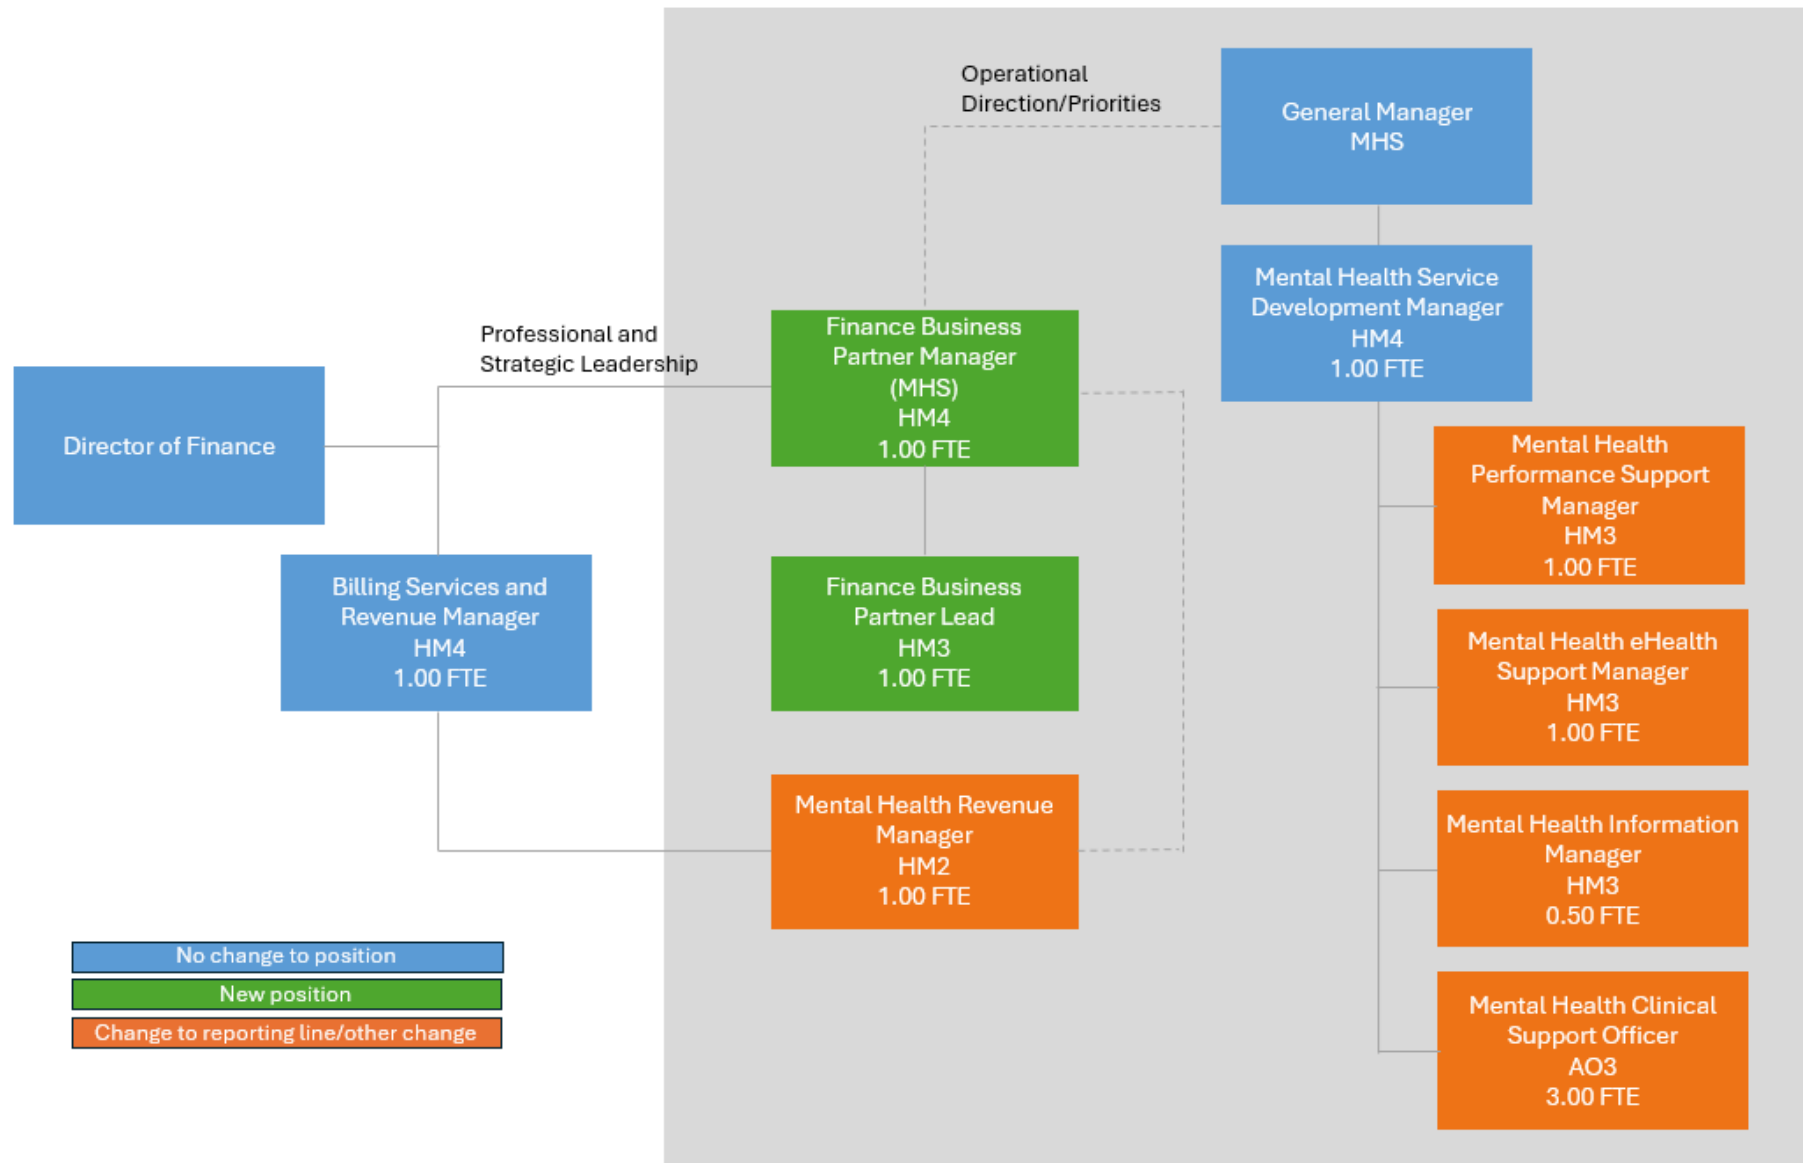 Operational
Direction/Priorities
General Manager
MHS
Mental Health Service
Development Manager
HM4
1.00 FTE
Professional and
Strategic Leadership
Finance Business
Partner Manager
(MHS)
HM4
1.00 FTE
Director of Finance
Mental Health
Performance Support
Manager
HM3
1.00 FTE
Billing Services and
Revenue Manager
HM4
1.00 FTE
Finance Business
Partner Lead
HM3
1.00 FTE
Mental Health eHealth
Support Manager
HM3
1.00 FTE
Mental Health Revenue
Manager
HM2
1.00 FTE
Mental Health Information
Manager
HM3
0.50 FTE
Mental Health Clinical
Support Officer
AO3
3.00 FTE
No change to position
New position
Change to reporting line/other change